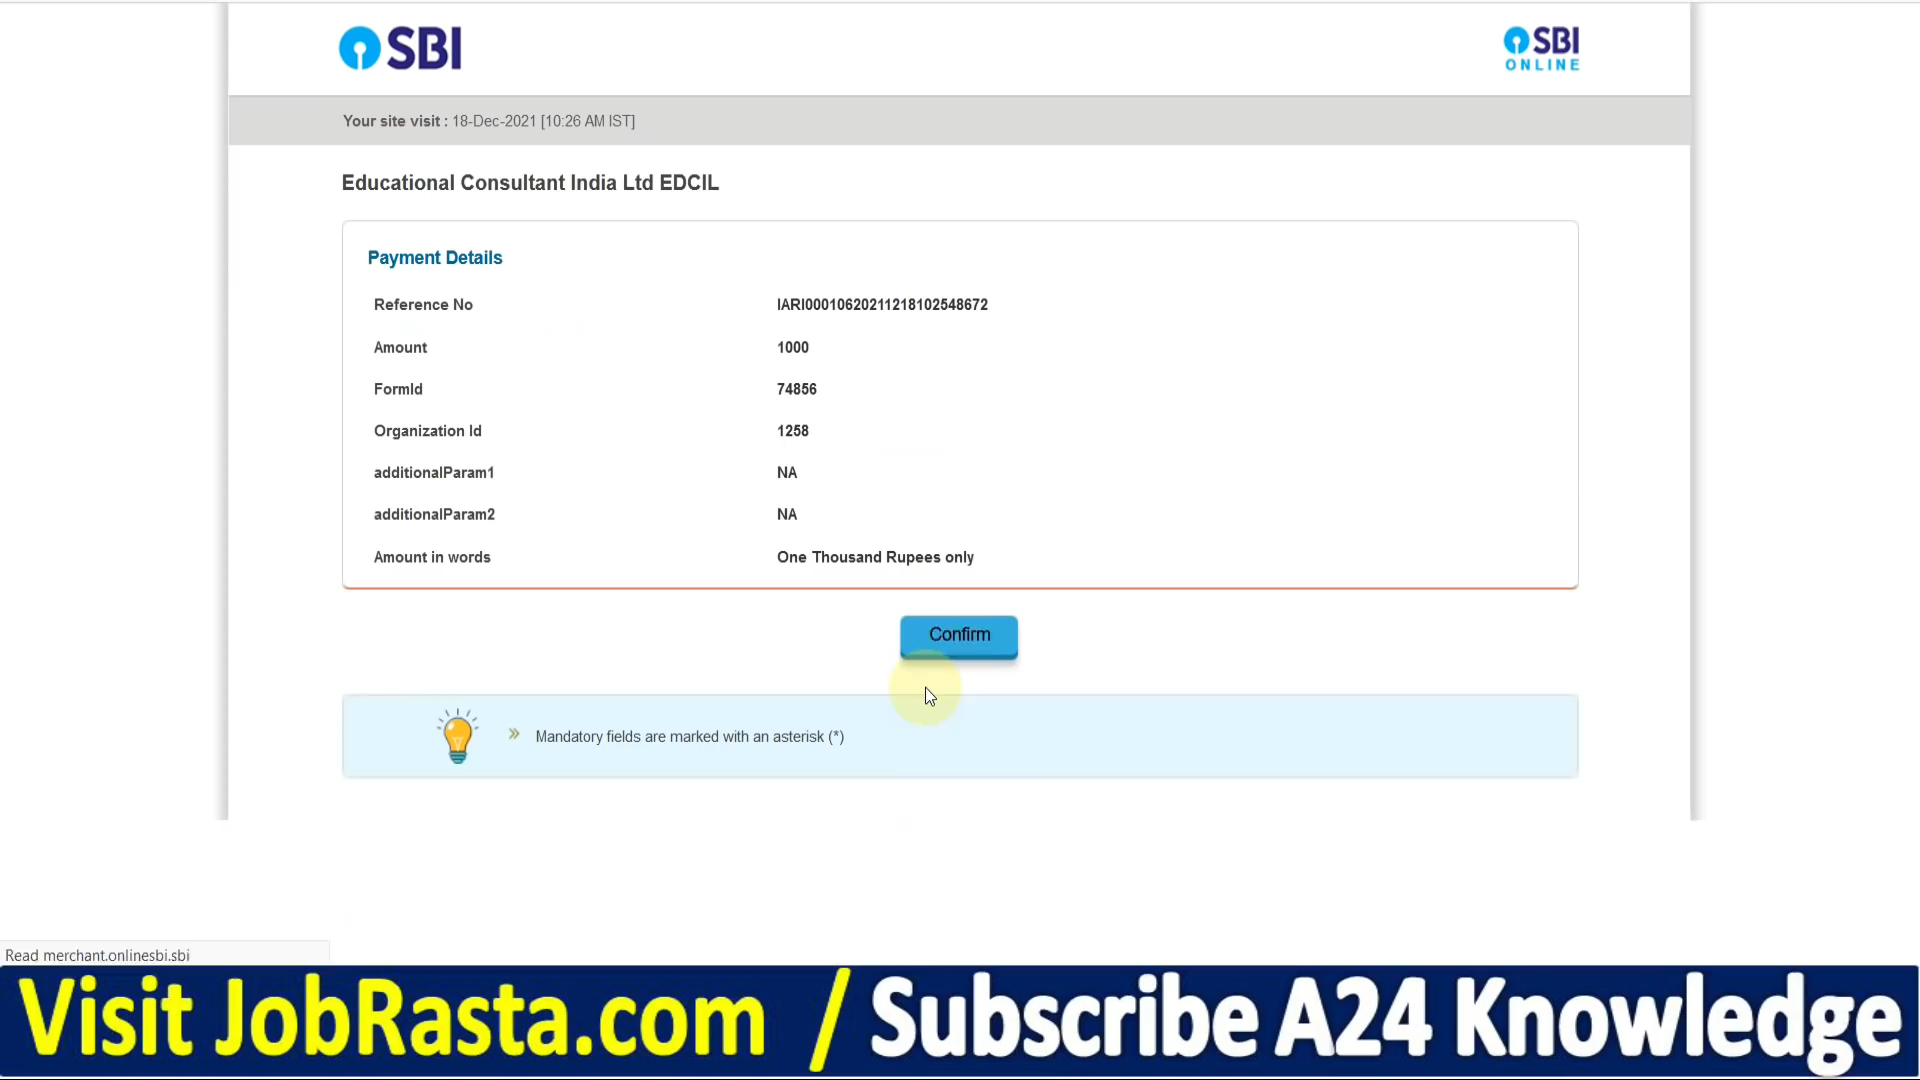 SBI
SBI
ONLINE
Your site visit : 18-Dec-2021 [10:26 AM IST]
Educational Consultant India Ltd EDCIL
Payment Details
Reference No IARI00010620211218102548672
Amount 1000
FormId 74856
Organization Id 1258
additionalParam1 NA
additionalParam2 NA
Amount in words One Thousand Rupees only
Confirm
» Mandatory fields are marked with an asterisk (*)
Read merchant.onlinesbi.sbi
Visit JobRasta.com / Subscribe A24 Knowledge